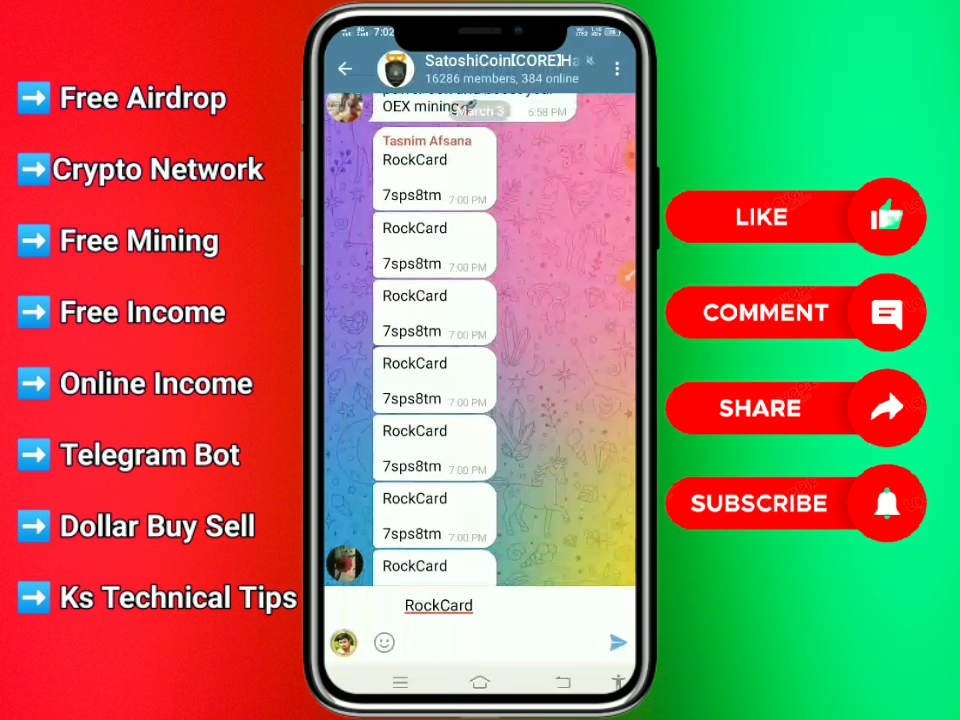 Free Airdrop
Crypto Network
Free Mining
Free Income
Online Income
Telegram Bot
Dollar Buy Sell
Ks Technical Tips
7:02
SatoshiCoin【CORE】Ha
16286 members, 384 online
OEX mining
6:58 PM
March 3
Tasnim Afsana
RockCard
7sps8tm 7:00 PM
RockCard
7sps8tm 7:00 PM
RockCard
7sps8tm 7:00 PM
RockCard
7sps8tm 7:00 PM
RockCard
7sps8tm 7:00 PM
RockCard
7sps8tm 7:00 PM
RockCard
RockCard
LIKE
COMMENT
SHARE
SUBSCRIBE